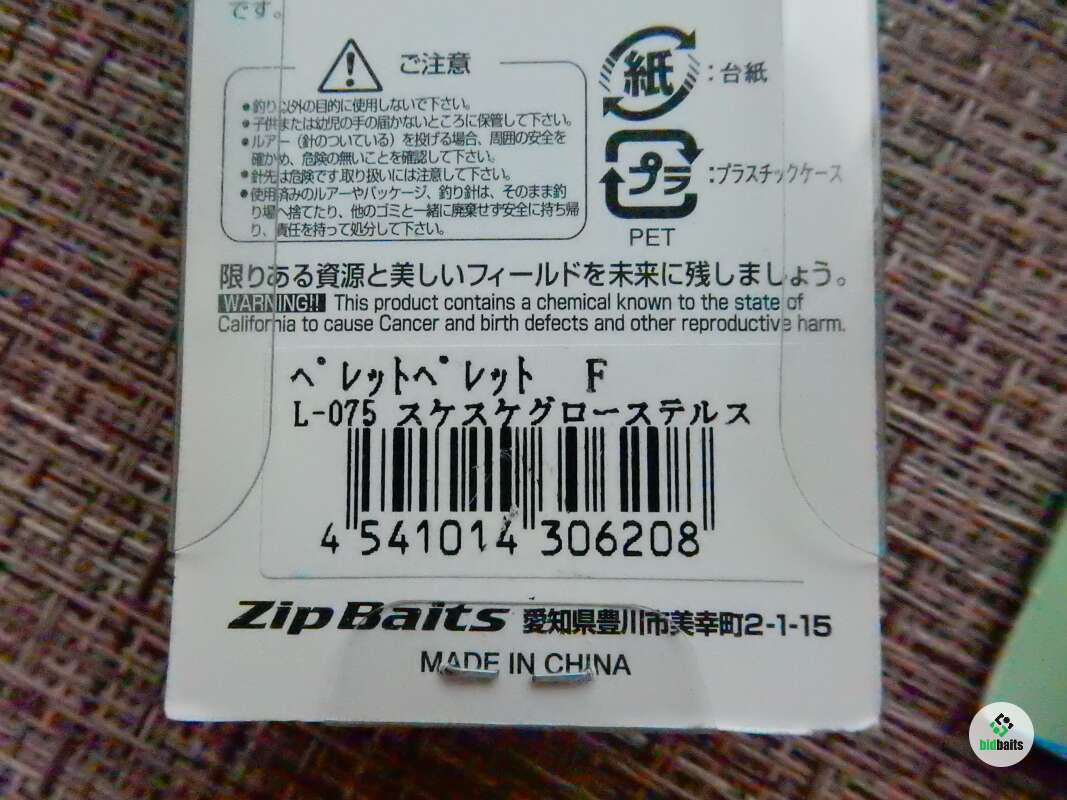 です。
ご注意
●釣り以外の目的に使用しないで下さい。
●子供または幼児の手の届かないところに保管して下さい。
●ルアー（針のついている）を投げる場合、周囲の安全を
確かめ、危険の無いことを確認して下さい。
●針先は危険です取り扱いには注意して下さい。
●使用済みのルアーやパッケージ、釣り針は、そのまま釣
り場へ捨てたり、他のゴミと一緒に廃棄せず安全に持ち帰
り、責任を持って処分して下さい。
紙：台紙
プラ：プラスチックケース
PET
限りある資源と美しいフィールドを未来に残しましょう。
WARNING!! This product contains a chemical known to the state of
California to cause Cancer and birth defects and other reproductive harm.
ペレットペレット F
L-075 スケスケグローステルス
4 541014 306208
ZipBaits 愛知県豊川市美幸町2-1-15
MADE IN CHINA
bidbaits